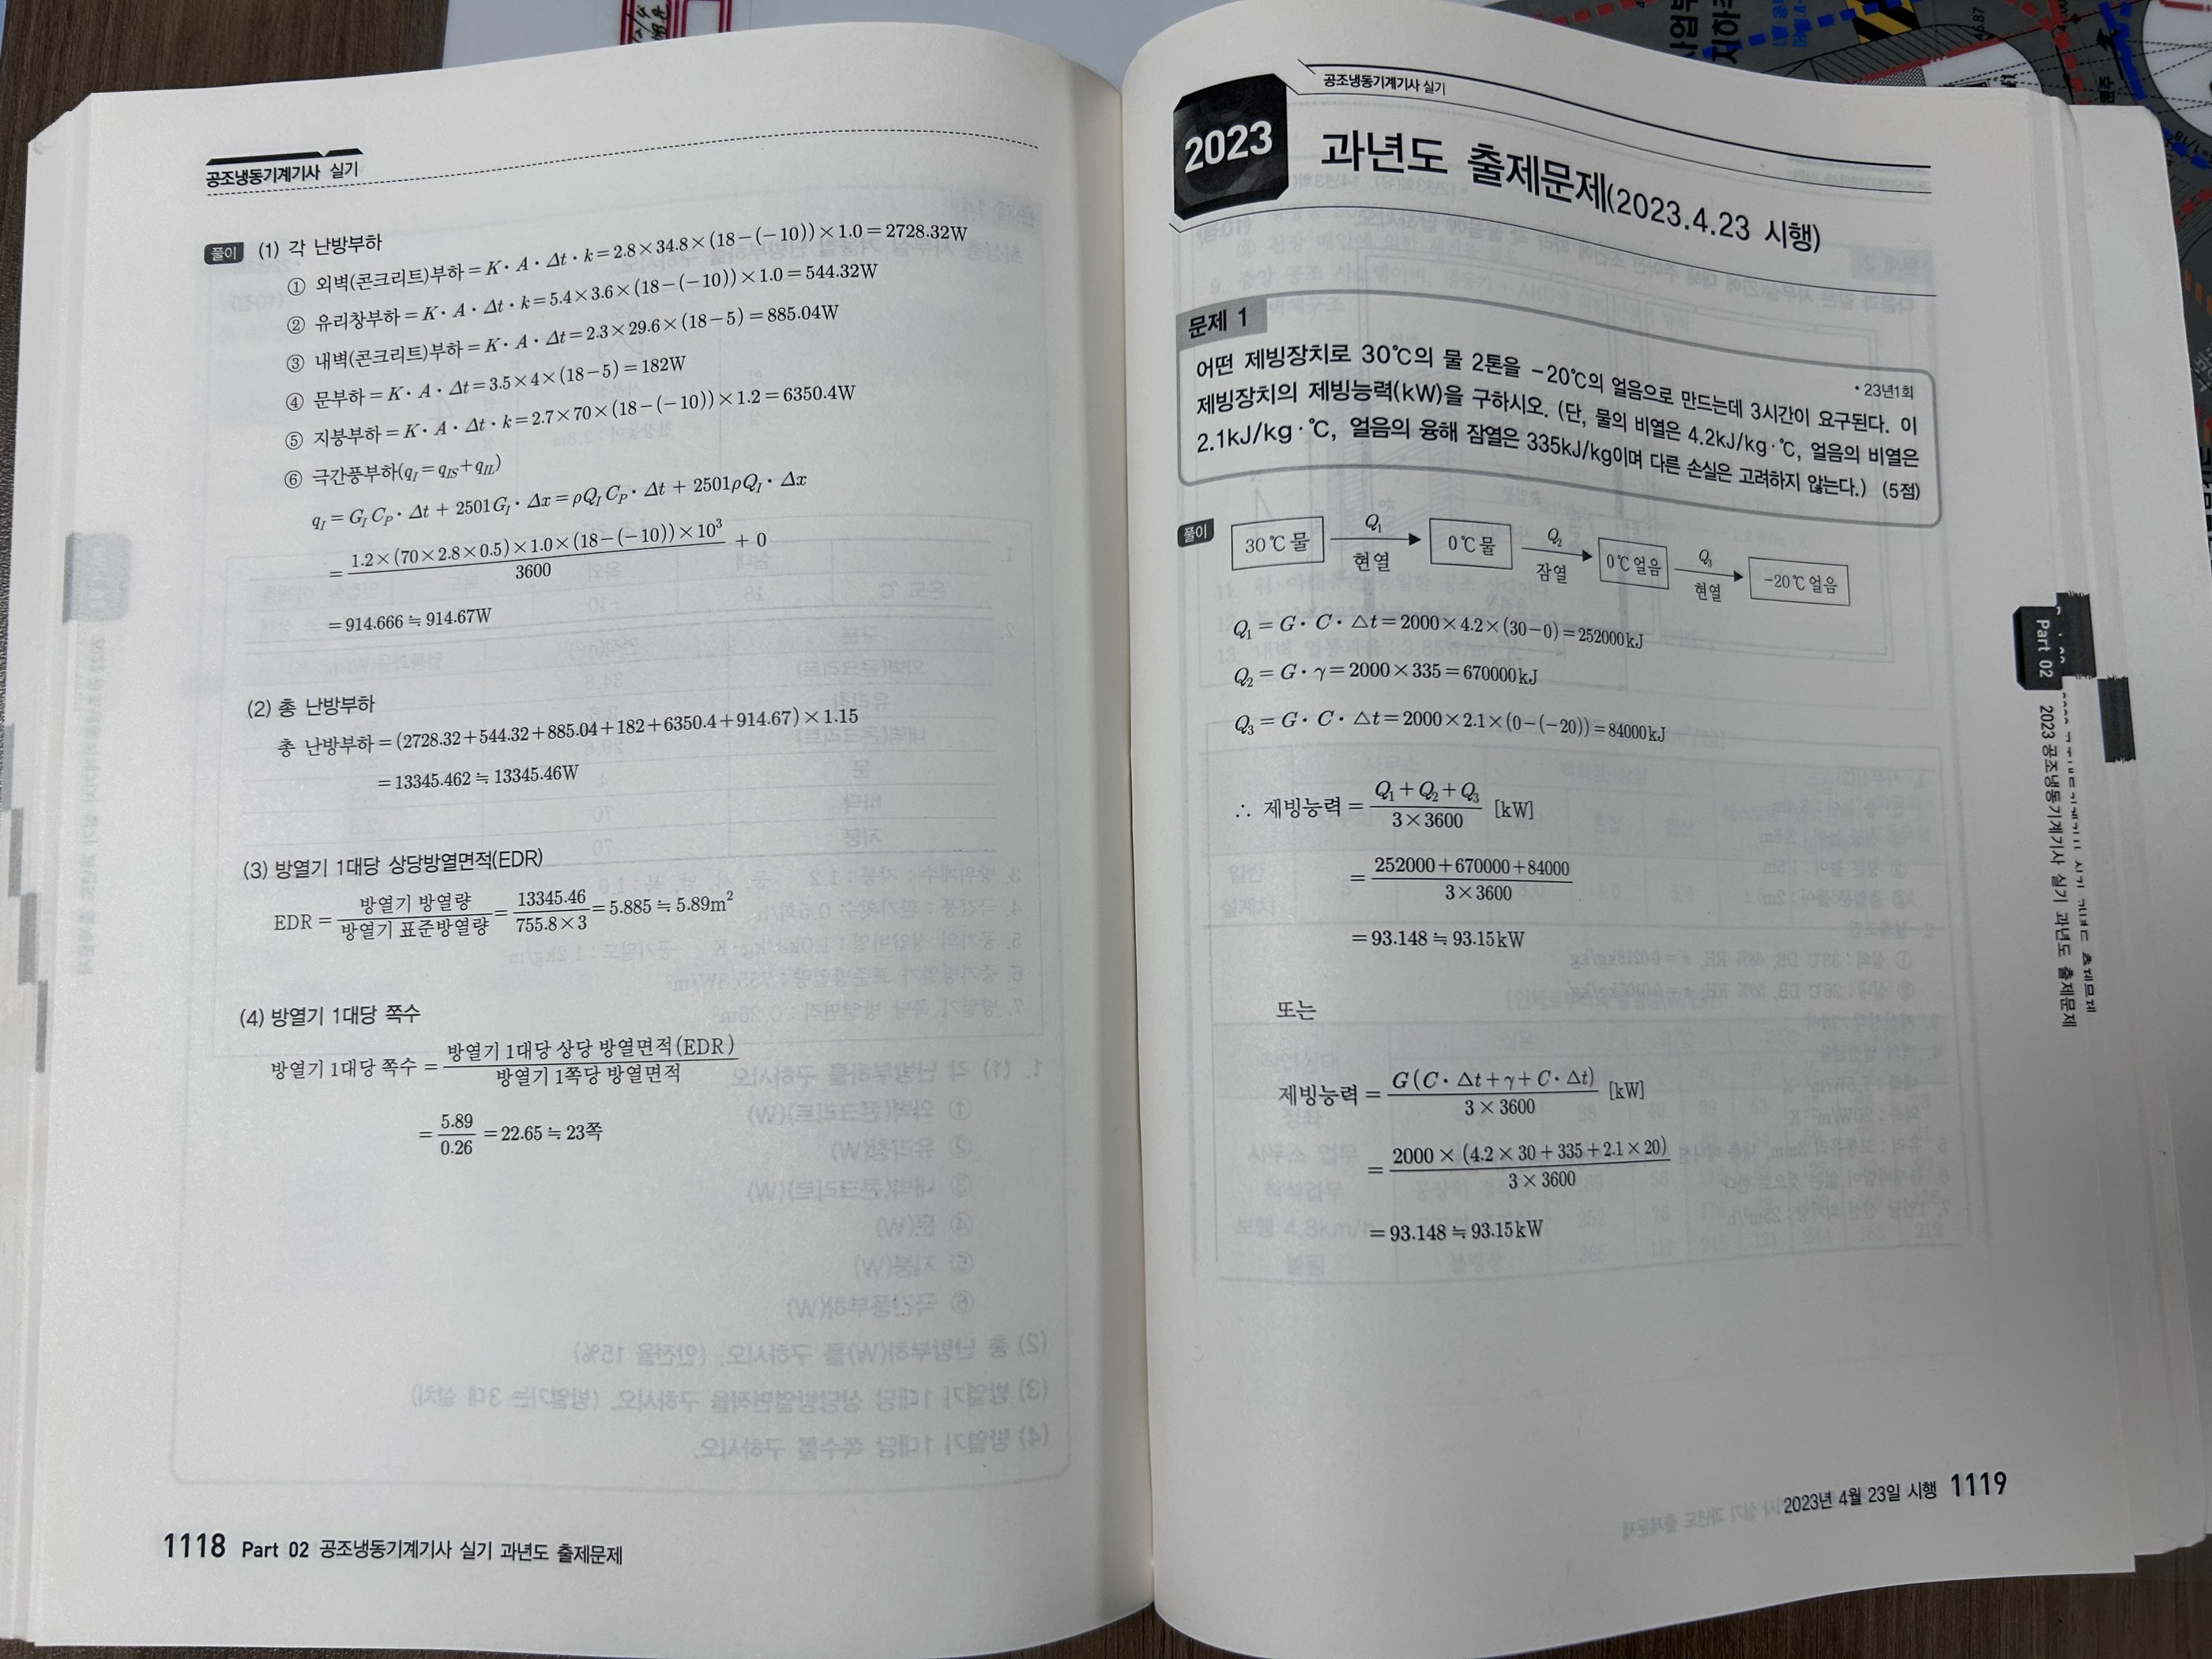 공조냉동기계기사 실기
풀이 (1) 각 난방부하
① 외벽(콘크리트)부하 = K · A · Δt · k = 2.8×34.8×(18−(−10))×1.0 = 2728.32W
② 유리창부하 = K · A · Δt · k = 5.4×3.6×(18−(−10))×1.0 = 544.32W
③ 내벽(콘크리트)부하 = K · A · Δt = 2.3×29.6×(18−5) = 885.04W
④ 문부하 = K · A · Δt = 3.5×4×(18−5) = 182W
⑤ 지붕부하 = K · A · Δt · k = 2.7×70×(18−(−10))×1.2 = 6350.4W
⑥ 극간풍부하(q_I = q_IS + q_IL)
q_I = G_I C_P · Δt + 2501 G_I · Δx = ρQ_I C_P · Δt + 2501ρQ_I · Δx
= 1.2×(70×2.8×0.5)×1.0×(18−(−10))×10³ / 3600 + 0
= 914.666 ≒ 914.67W
(2) 총 난방부하
총 난방부하 = (2728.32+544.32+885.04+182+6350.4+914.67)×1.15
= 13345.462 ≒ 13345.46W
(3) 방열기 1대당 상당방열면적(EDR)
EDR = 방열기 방열량 / 방열기 표준방열량 = 13345.46 / 755.8×3 = 5.885 ≒ 5.89m²
(4) 방열기 1대당 쪽수
방열기 1대당 쪽수 = 방열기 1대당 상당 방열면적(EDR) / 방열기 1쪽당 방열면적
= 5.89 / 0.26 = 22.65 ≒ 23쪽
1118 Part 02 공조냉동기계기사 실기 과년도 출제문제
공조냉동기계기사 실기
2023 과년도 출제문제(2023.4.23 시행)
문제 1
• 23년1회
어떤 제빙장치로 30℃의 물 2톤을 −20℃의 얼음으로 만드는데 3시간이 요구된다. 이
제빙장치의 제빙능력(kW)을 구하시오. (단, 물의 비열은 4.2kJ/kg·℃, 얼음의 비열은
2.1kJ/kg·℃, 얼음의 융해 잠열은 335kJ/kg이며 다른 손실은 고려하지 않는다.) (5점)
풀이 30℃ 물 Q₁ 현열 0℃ 물 Q₂ 잠열 0℃ 얼음 Q₃ 현열 -20℃ 얼음
Q₁ = G · C · Δt = 2000×4.2×(30−0) = 252000kJ
Q₂ = G · γ = 2000×335 = 670000kJ
Q₃ = G · C · Δt = 2000×2.1×(0−(−20)) = 84000kJ
∴ 제빙능력 = Q₁+Q₂+Q₃ / 3×3600 [kW]
= 252000+670000+84000 / 3×3600
= 93.148 ≒ 93.15kW
또는
제빙능력 = G(C · Δt+γ+C · Δt) / 3×3600 [kW]
= 2000×(4.2×30+335+2.1×20) / 3×3600
= 93.148 ≒ 93.15kW
Part 02 2023 공조냉동기계기사 실기 과년도 출제문제
2023년 4월 23일 시행 1119